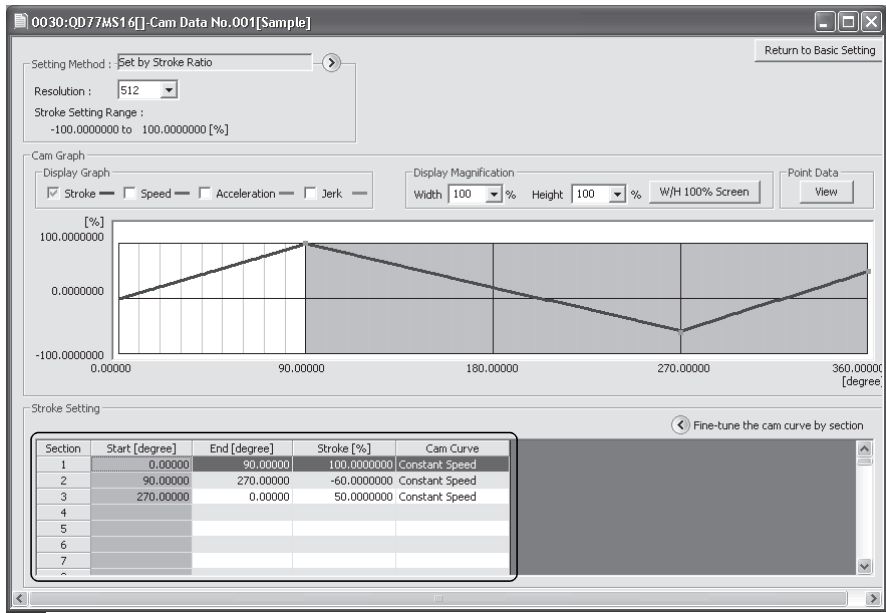 0030:QD77MS16[]-Cam Data No.001[Sample]
Return to Basic Setting
Setting Method : Set by Stroke Ratio
Resolution : 512
Stroke Setting Range :
-100.0000000 to 100.0000000 [%]
Cam Graph
Display Graph
Stroke Speed Acceleration Jerk
Display Magnification
Width 100 % Height 100 % W/H 100% Screen
Point Data
View
[%]
100.0000000
0.0000000
-100.0000000
0.00000 90.00000 180.00000 270.00000 360.0000
[degree]
Stroke Setting
Fine-tune the cam curve by section
Section Start [degree] End [degree] Stroke [%] Cam Curve
1 0.00000 90.00000 100.0000000 Constant Speed
2 90.00000 270.00000 -60.0000000 Constant Speed
3 270.00000 0.00000 50.0000000 Constant Speed
4
5
6
7